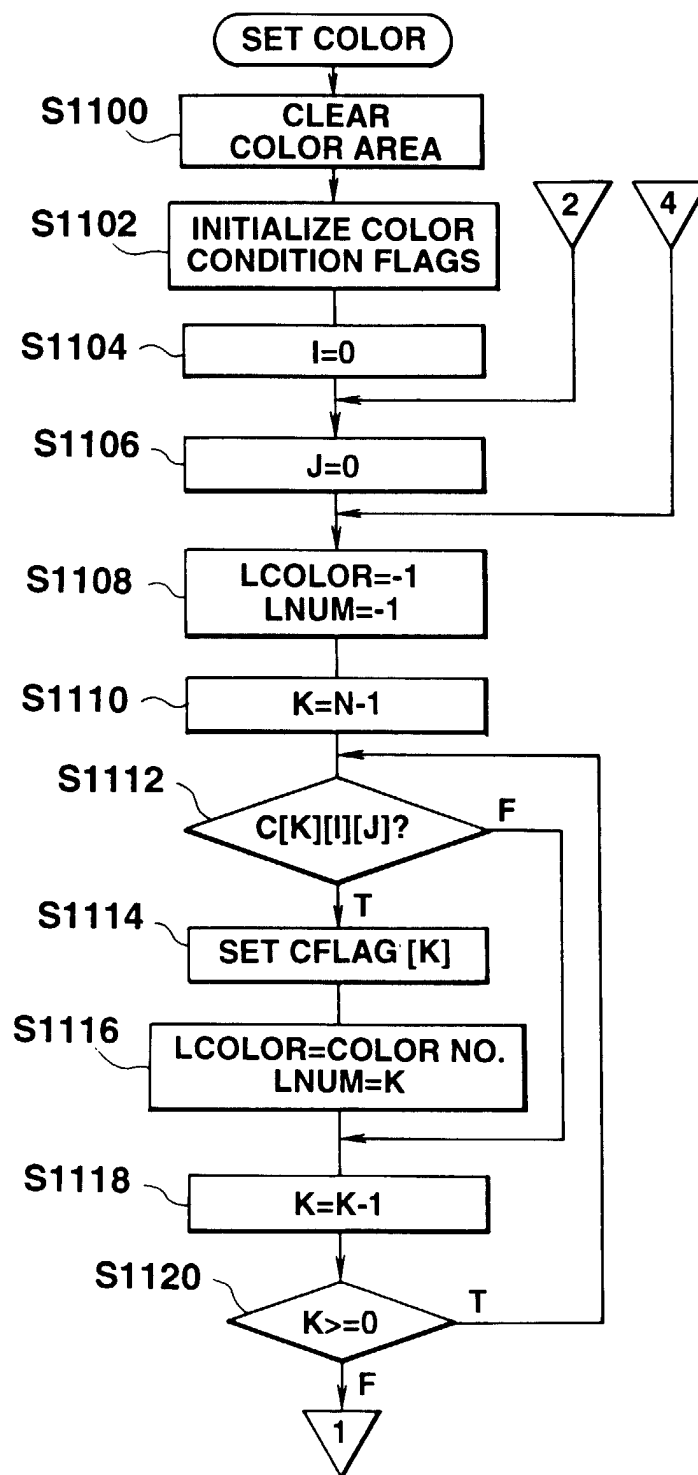 SET COLOR
S1100
CLEAR
COLOR AREA
2
4
S1102
INITIALIZE COLOR
CONDITION FLAGS
S1104
I=0
S1106
J=0
S1108
LCOLOR=-1
LNUM=-1
S1110
K=N-1
S1112
C[K][I][J]?
F
T
S1114
SET CFLAG [K]
S1116
LCOLOR=COLOR NO.
LNUM=K
S1118
K=K-1
S1120
K>=0
T
F
1